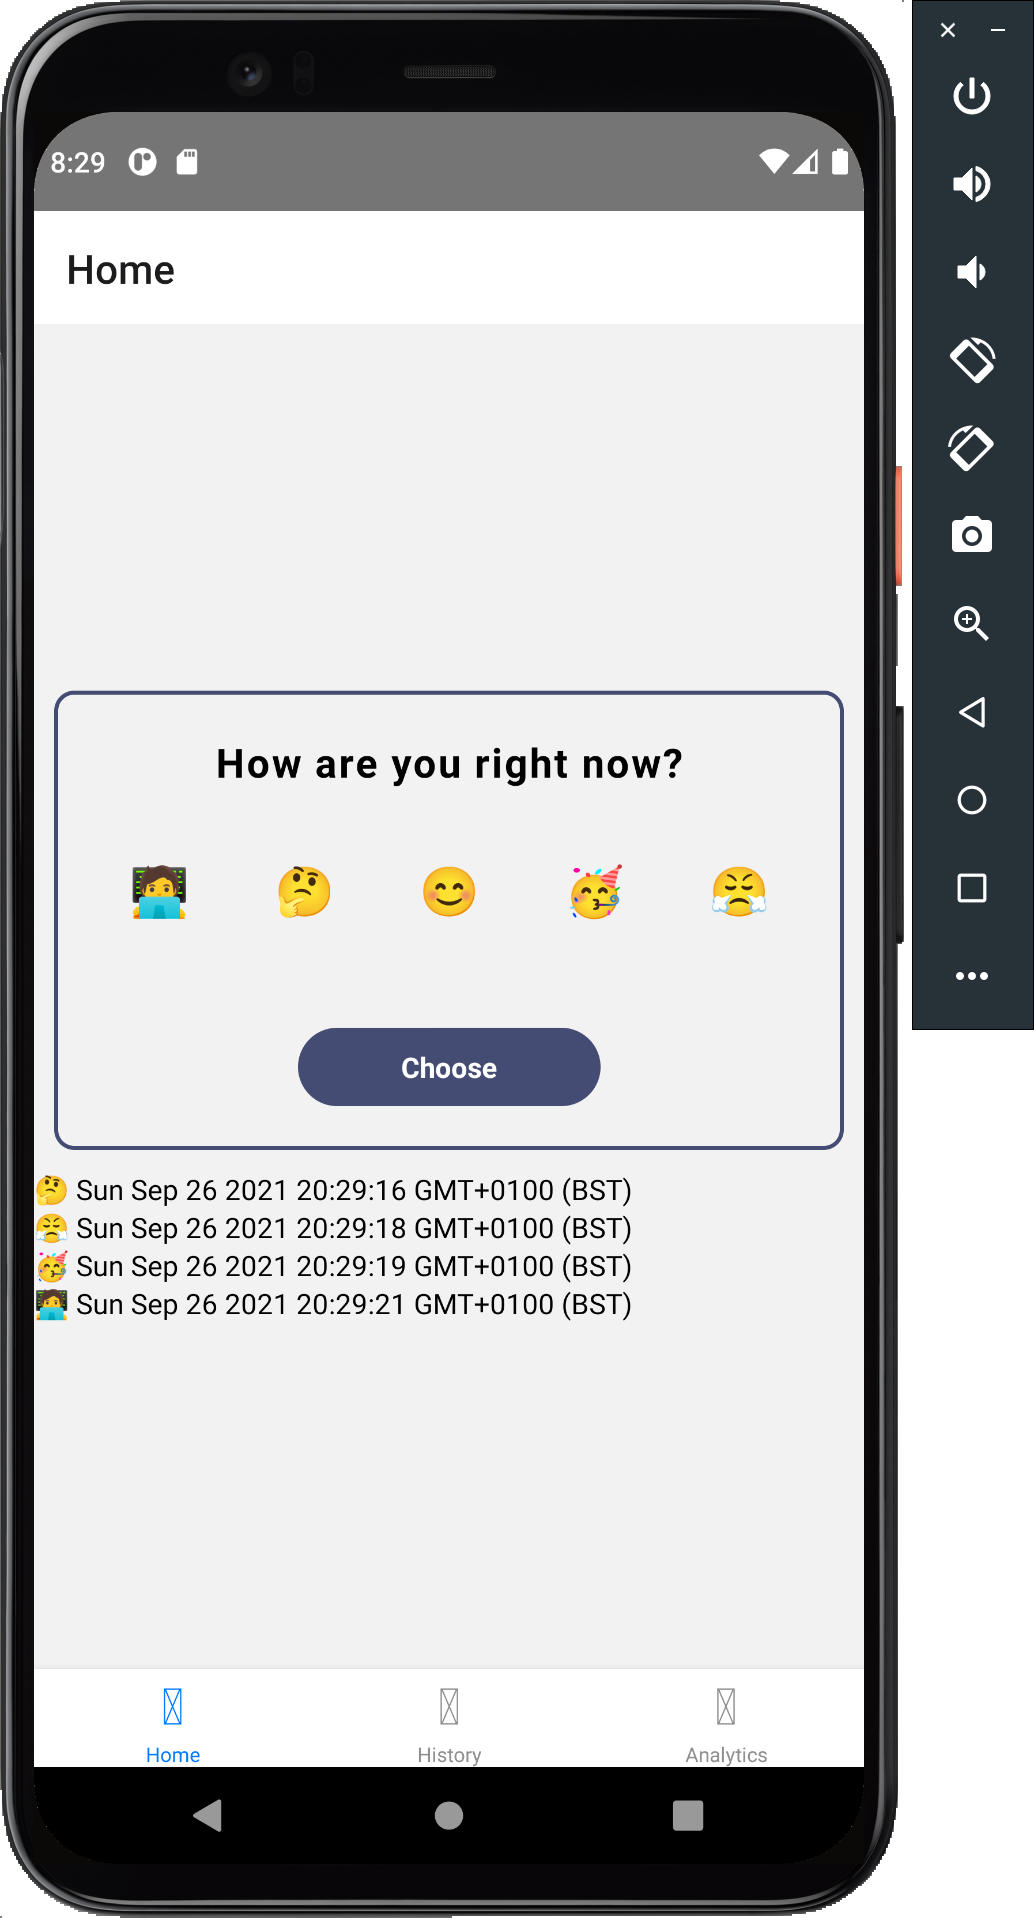 8:29
Home
How are you right now?
🧑‍💻 🤔 😊 🥳 😤
Choose
🤔 Sun Sep 26 2021 20:29:16 GMT+0100 (BST)
😤 Sun Sep 26 2021 20:29:18 GMT+0100 (BST)
🥳 Sun Sep 26 2021 20:29:19 GMT+0100 (BST)
🧑‍💻 Sun Sep 26 2021 20:29:21 GMT+0100 (BST)
Home History Analytics